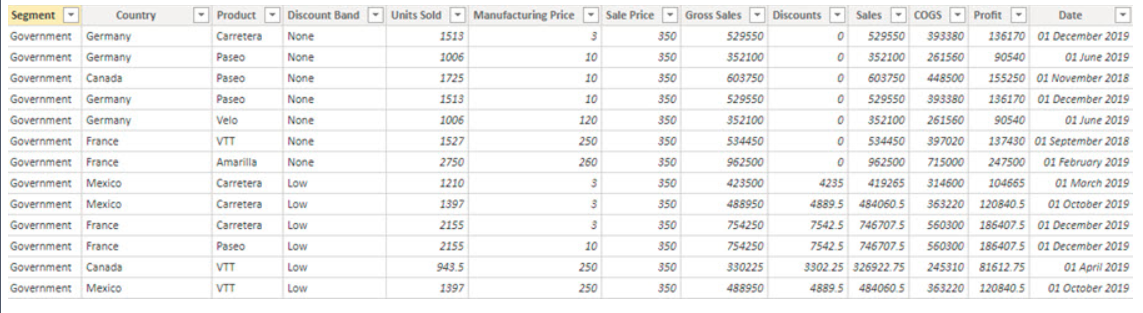 Segment Country Product Discount Band Units Sold Manufacturing Price Sale Price Gross Sales Discounts Sales COGS Profit Date
Government Germany Carretera None 1513 3 350 529550 0 529550 393380 136170 01 December 2019
Government Germany Paseo None 1006 10 350 352100 0 352100 261560 90540 01 June 2019
Government Canada Paseo None 1725 10 350 603750 0 603750 448500 155250 01 November 2018
Government Germany Paseo None 1513 10 350 529550 0 529550 393380 136170 01 December 2019
Government Germany Velo None 1006 120 350 352100 0 352100 261560 90540 01 June 2019
Government France VTT None 1527 250 350 534450 0 534450 397020 137430 01 September 2018
Government France Amarilla None 2750 260 350 962500 0 962500 715000 247500 01 February 2019
Government Mexico Carretera Low 1210 3 350 423500 4235 419265 314600 104665 01 March 2019
Government Mexico Carretera Low 1397 3 350 488950 4889.5 484060.5 363220 120840.5 01 October 2019
Government France Carretera Low 2155 3 350 754250 7542.5 746707.5 560300 186407.5 01 December 2019
Government France Paseo Low 2155 10 350 754250 7542.5 746707.5 560300 186407.5 01 December 2019
Government Canada VTT Low 943.5 250 350 330225 3302.25 326922.75 245310 81612.75 01 April 2019
Government Mexico VTT Low 1397 250 350 488950 4889.5 484060.5 363220 120840.5 01 October 2019